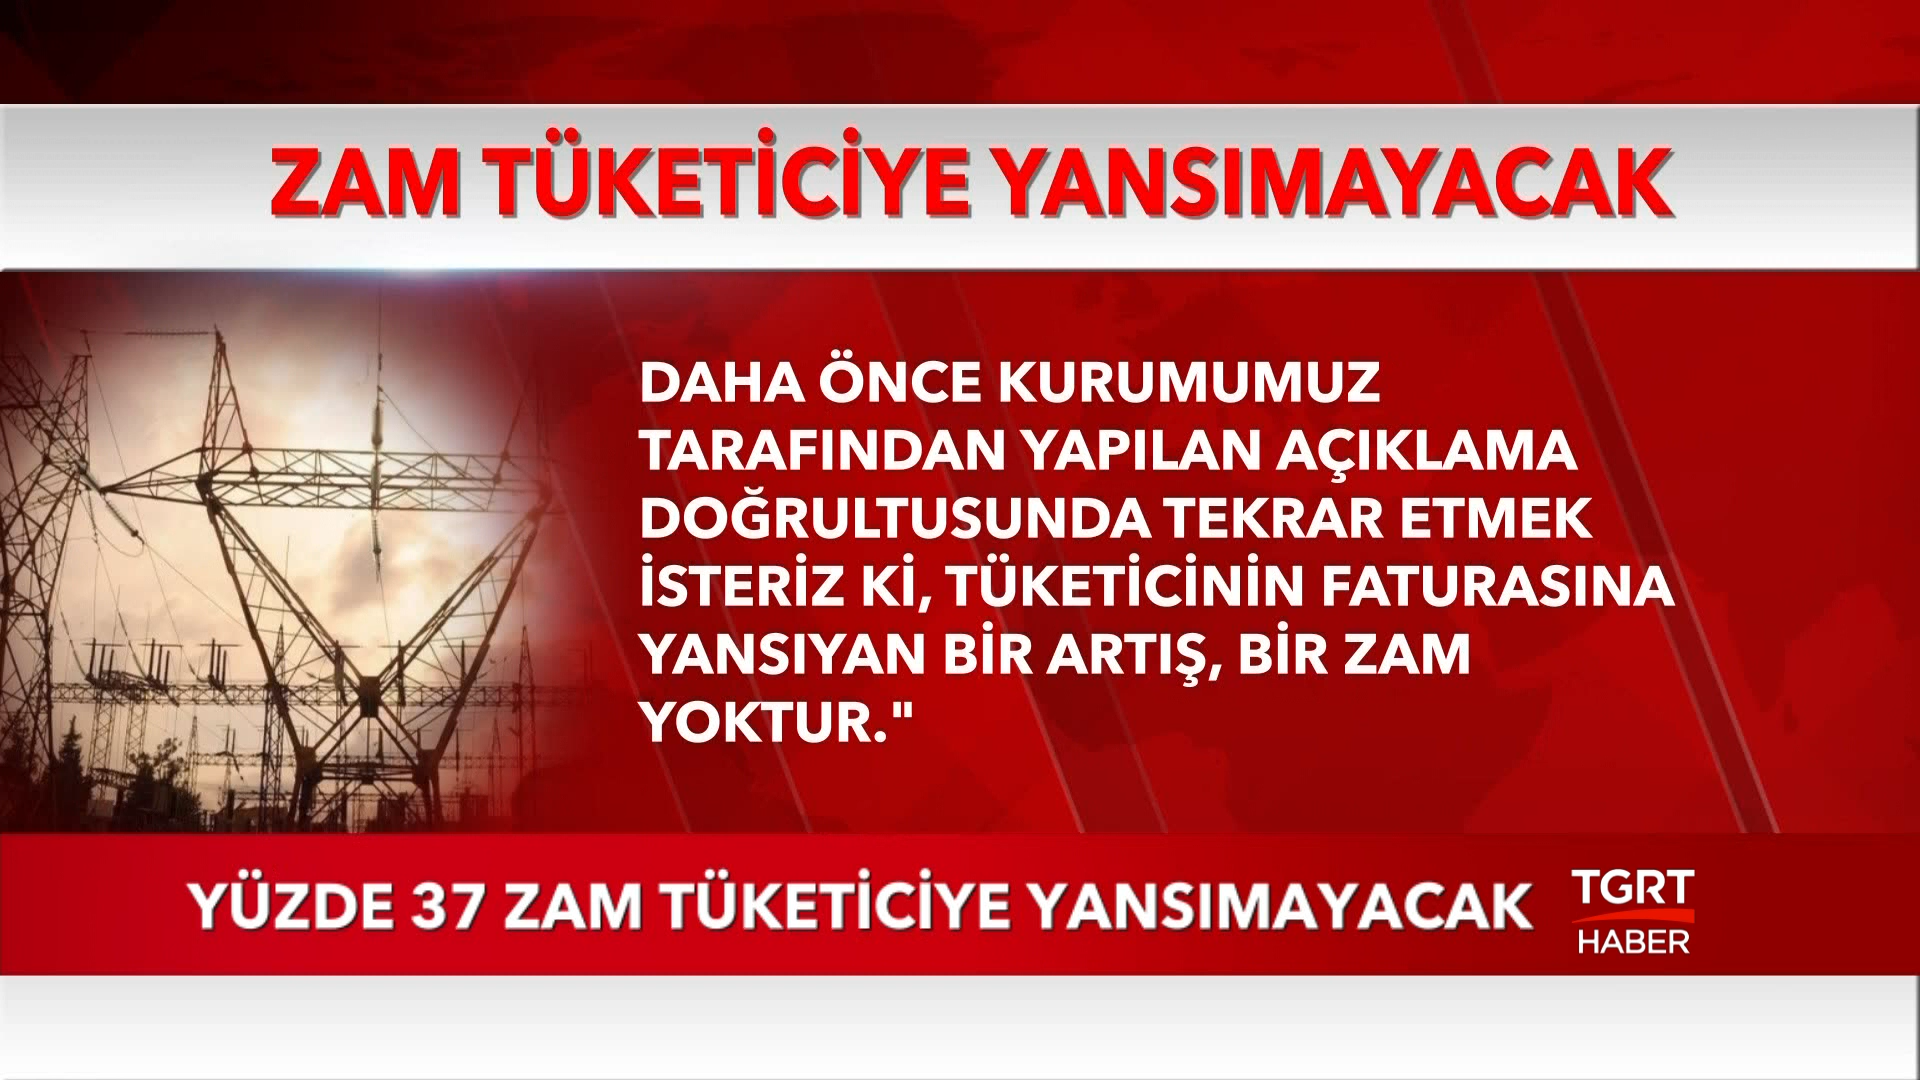 ZAM TÜKETİCİYE YANSIMAYACAK
DAHA ÖNCE KURUMUMUZ
TARAFINDAN YAPILAN AÇIKLAMA
DOĞRULTUSUNDA TEKRAR ETMEK
İSTERİZ Kİ, TÜKETİCİNİN FATURASINA
YANSIYAN BİR ARTIŞ, BİR ZAM
YOKTUR."
YÜZDE 37 ZAM TÜKETİCİYE YANSIMAYACAK
TGRT
HABER